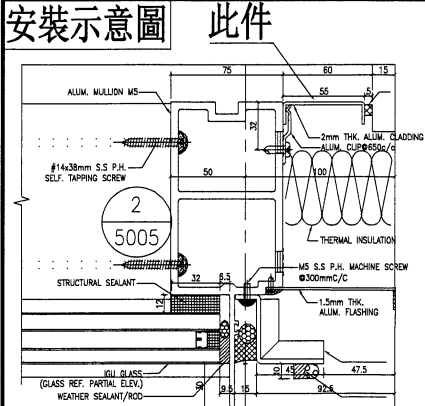 安裝示意圖
此件
75
60
15
55
5
ALUM. MULLION M5
32
2mm THK. ALUM. CLADDING
ALUM. CLIP@650c/c
#14x38mm S.S P.H.
SELF. TAPPING SCREW
50
100
2
5005
THERMAL INSULATION
32
6.5
M5 S.S P.H. MACHINE SCREW
@300mmC/C
STRUCTURAL SEALANT
12
1.5mm THK.
ALUM. FLASHING
IGU GLASS
(GLASS REF. PARTIAL ELEV.)
WEATHER SEALANT/ROD
10
45
47.5
9.5
15
92.5